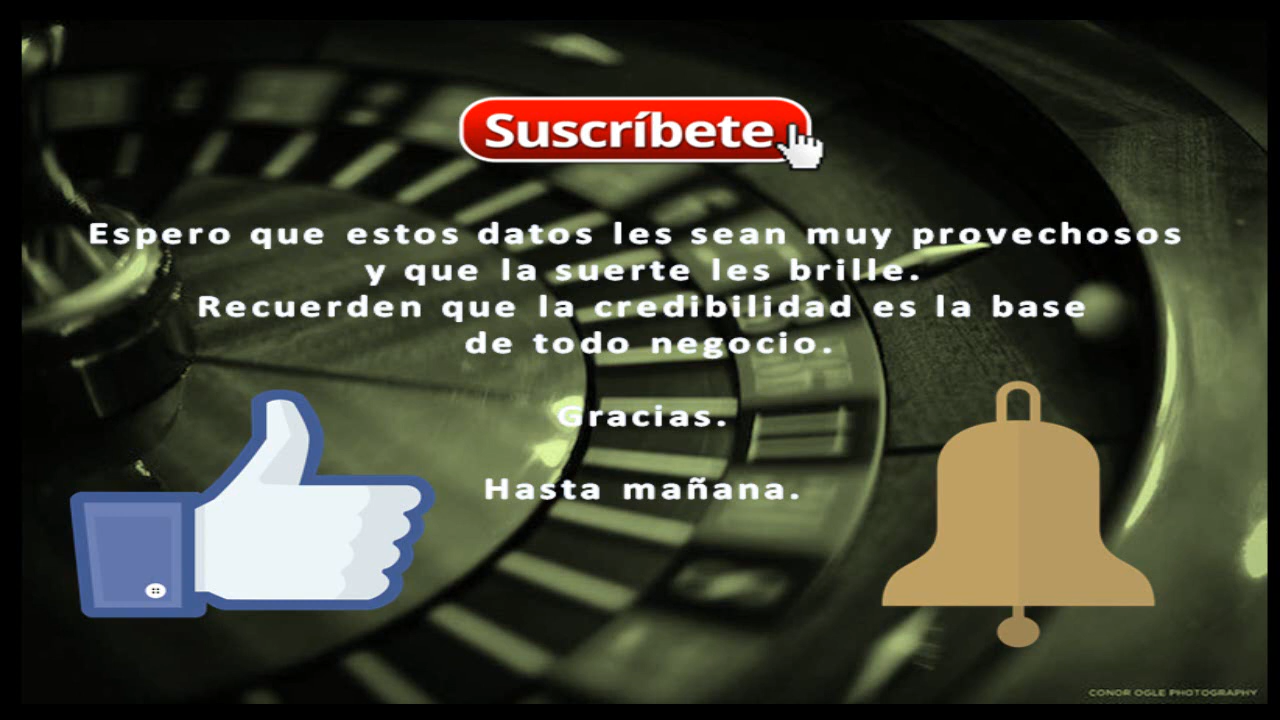 Suscríbete
Espero que estos datos les sean muy provechosos
y que la suerte les brille.
Recuerden que la credibilidad es la base
de todo negocio.
Gracias.
Hasta mañana.
CONOR OGLE PHOTOGRAPHY